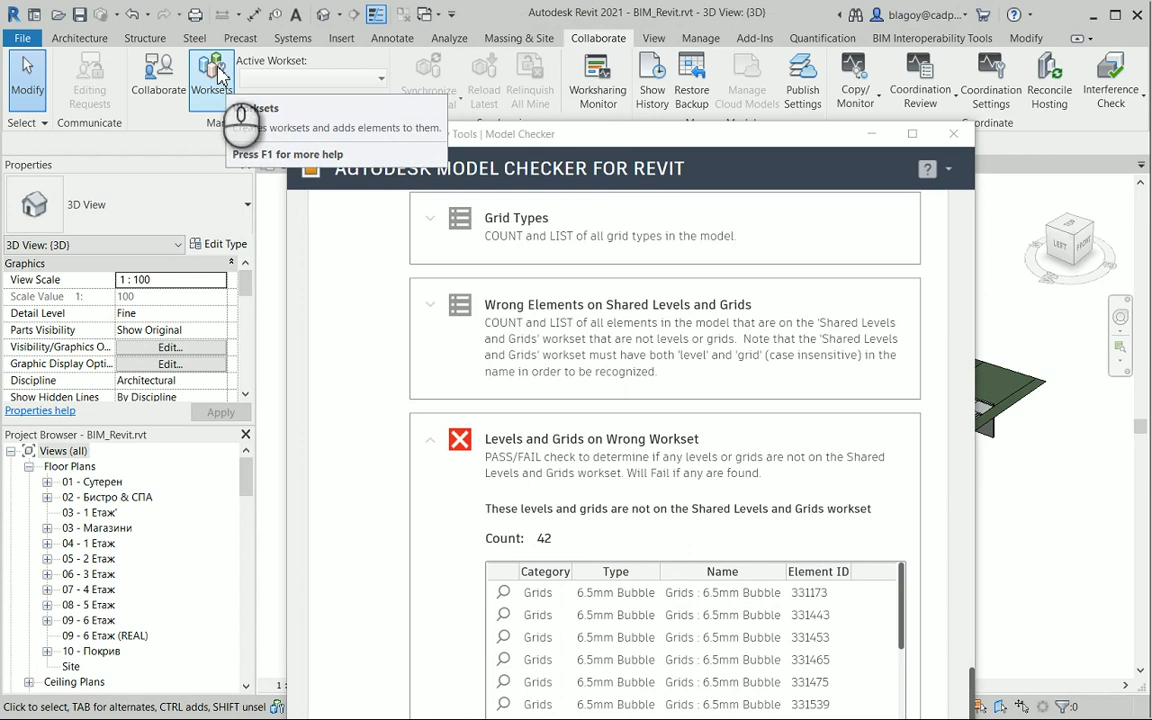 Autodesk Revit 2021 - BIM_Revit.rvt - 3D View: {3D}
blagoy@cadp...
File Architecture Structure Steel Precast Systems Insert Annotate Analyze Massing & Site Collaborate View Manage Add-Ins Quantification BIM Interoperability Tools Modify
Modify
Editing
Requests
Collaborate
Worksets
Active Workset:
Reload
Latest
Relinquish
All Mine
Worksharing
Monitor
Show
History
Restore
Backup
Manage
Cloud Models
Publish
Settings
Copy/
Monitor
Coordination
Review
Coordination
Settings
Reconcile
Hosting
Interference
Check
Select
Communicate
Coordinate
creates worksets and adds elements to them.
Press F1 for more help
Tools | Model Checker
AUTODESK MODEL CHECKER FOR REVIT
Properties
3D View
3D View: {3D}
Edit Type
Graphics
View Scale 1 : 100
Scale Value 1: 100
Detail Level Fine
Parts Visibility Show Original
Visibility/Graphics O... Edit...
Graphic Display Opti... Edit...
Discipline Architectural
Show Hidden Lines By Discipline
Properties help
Apply
Project Browser - BIM_Revit.rvt
Views (all)
Floor Plans
01 - Сутерен
02 - Бистро & СПА
03 - 1 Етаж'
03 - Магазини
04 - 1 Етаж
05 - 2 Етаж
06 - 3 Етаж
07 - 4 Етаж
08 - 5 Етаж
09 - 6 Етаж
09 - 6 Етаж (REAL)
10 - Покрив
Site
Ceiling Plans
Grid Types
COUNT and LIST of all grid types in the model.
Wrong Elements on Shared Levels and Grids
COUNT and LIST of all elements in the model that are on the 'Shared Levels
and Grids' workset that are not levels or grids. Note that the 'Shared Levels
and Grids' workset must have both 'level' and 'grid' (case insensitive) in the
name in order to be recognized.
Levels and Grids on Wrong Workset
PASS/FAIL check to determine if any levels or grids are not on the Shared
Levels and Grids workset. Will Fail if any are found.
These levels and grids are not on the Shared Levels and Grids workset
Count: 42
Category Type Name Element ID
Grids 6.5mm Bubble Grids : 6.5mm Bubble 331173
Grids 6.5mm Bubble Grids : 6.5mm Bubble 331443
Grids 6.5mm Bubble Grids : 6.5mm Bubble 331453
Grids 6.5mm Bubble Grids : 6.5mm Bubble 331465
Grids 6.5mm Bubble Grids : 6.5mm Bubble 331475
Grids 6.5mm Bubble Grids : 6.5mm Bubble 331539
LEFT
FRONT
Click to select, TAB for alternates, CTRL adds, SHIFT unsel
:0